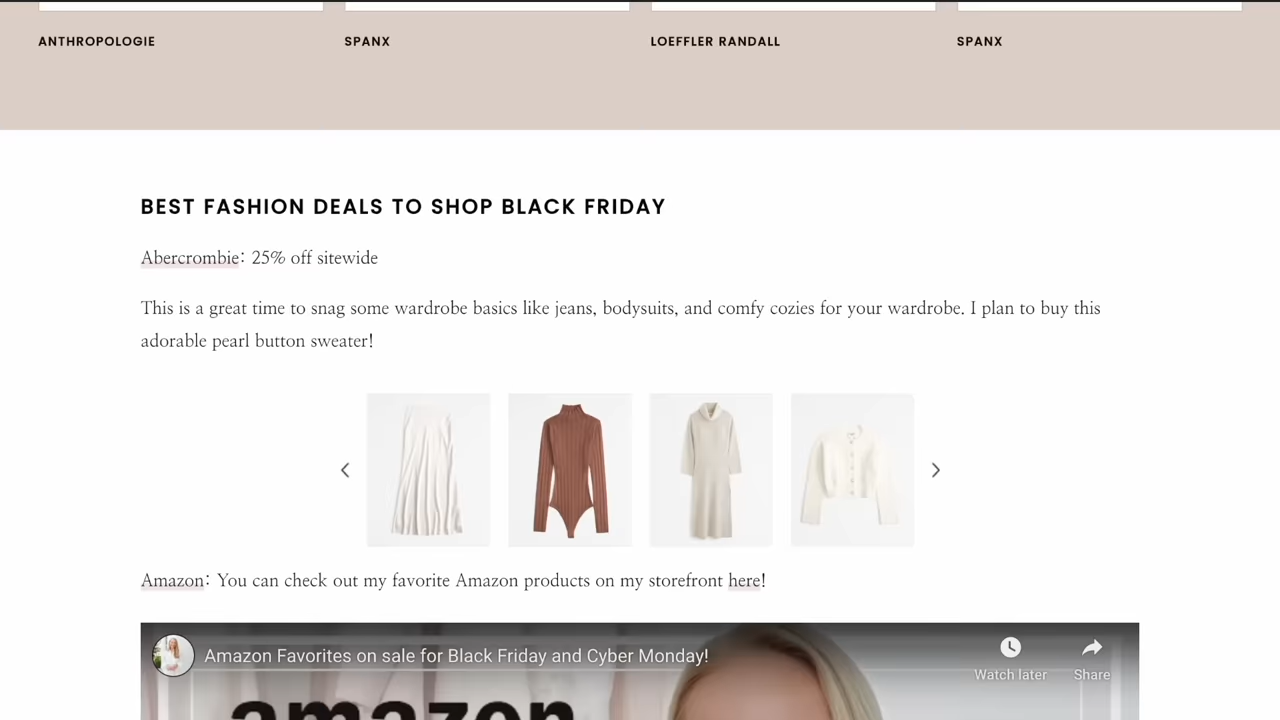 ANTHROPOLOGIE
SPANX
LOEFFLER RANDALL
SPANX
BEST FASHION DEALS TO SHOP BLACK FRIDAY
Abercrombie: 25% off sitewide
This is a great time to snag some wardrobe basics like jeans, bodysuits, and comfy cozies for your wardrobe. I plan to buy this
adorable pearl button sweater!
Amazon: You can check out my favorite Amazon products on my storefront here!
Amazon Favorites on sale for Black Friday and Cyber Monday!
Watch later
Share
amazon